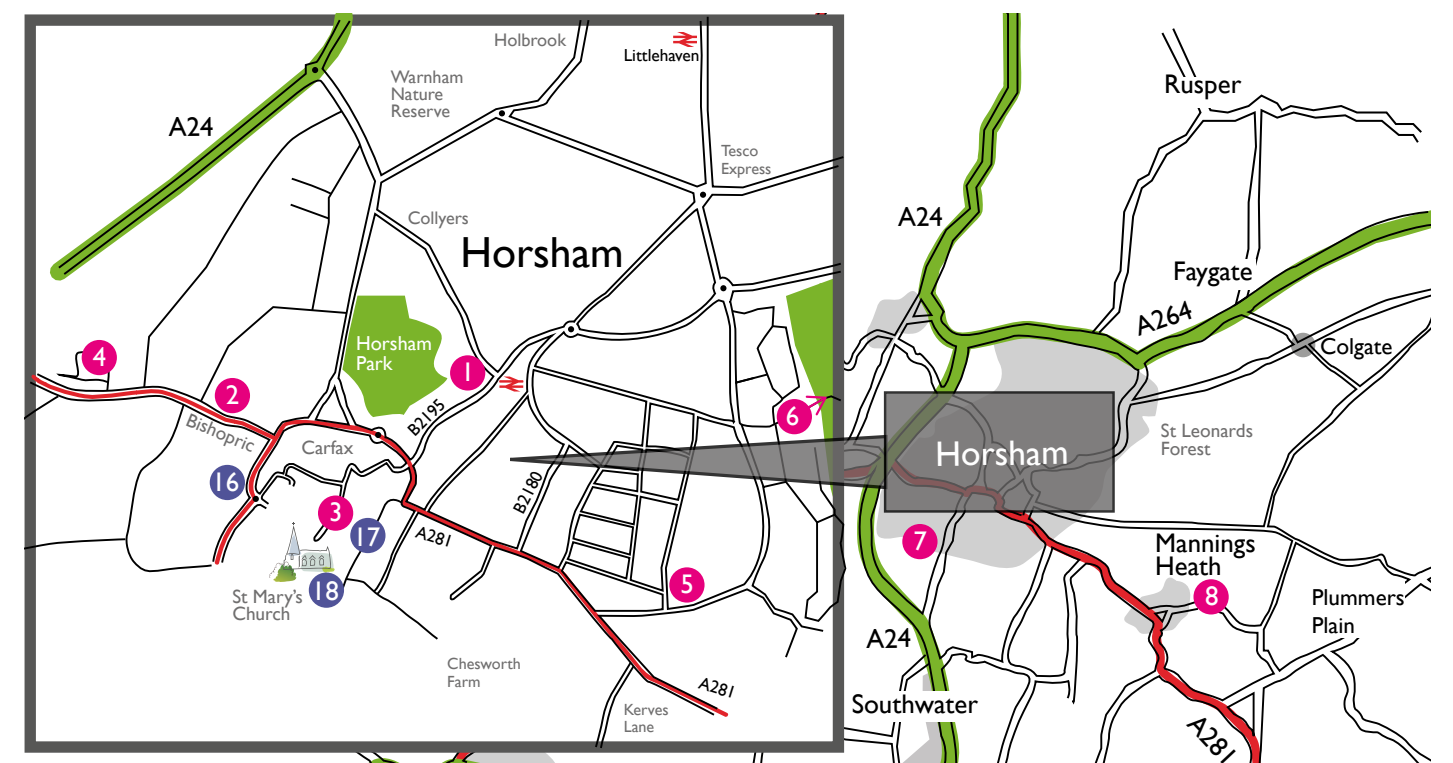 Holbrook
Littlehaven
Warnham
Nature
Reserve
A24
Tesco
Express
Collyers
Horsham
Horsham
Park
4
1
2
B2195
6
Bishopric
Carfax
16
3
17
B2180
A281
18
5
St Mary's
Church
Chesworth
Farm
A281
Kerves
Lane
Rusper
A24
Faygate
A264
Colgate
St Leonards
Forest
Horsham
7
Mannings
Heath
8
Plummers
Plain
A24
Southwater
A281